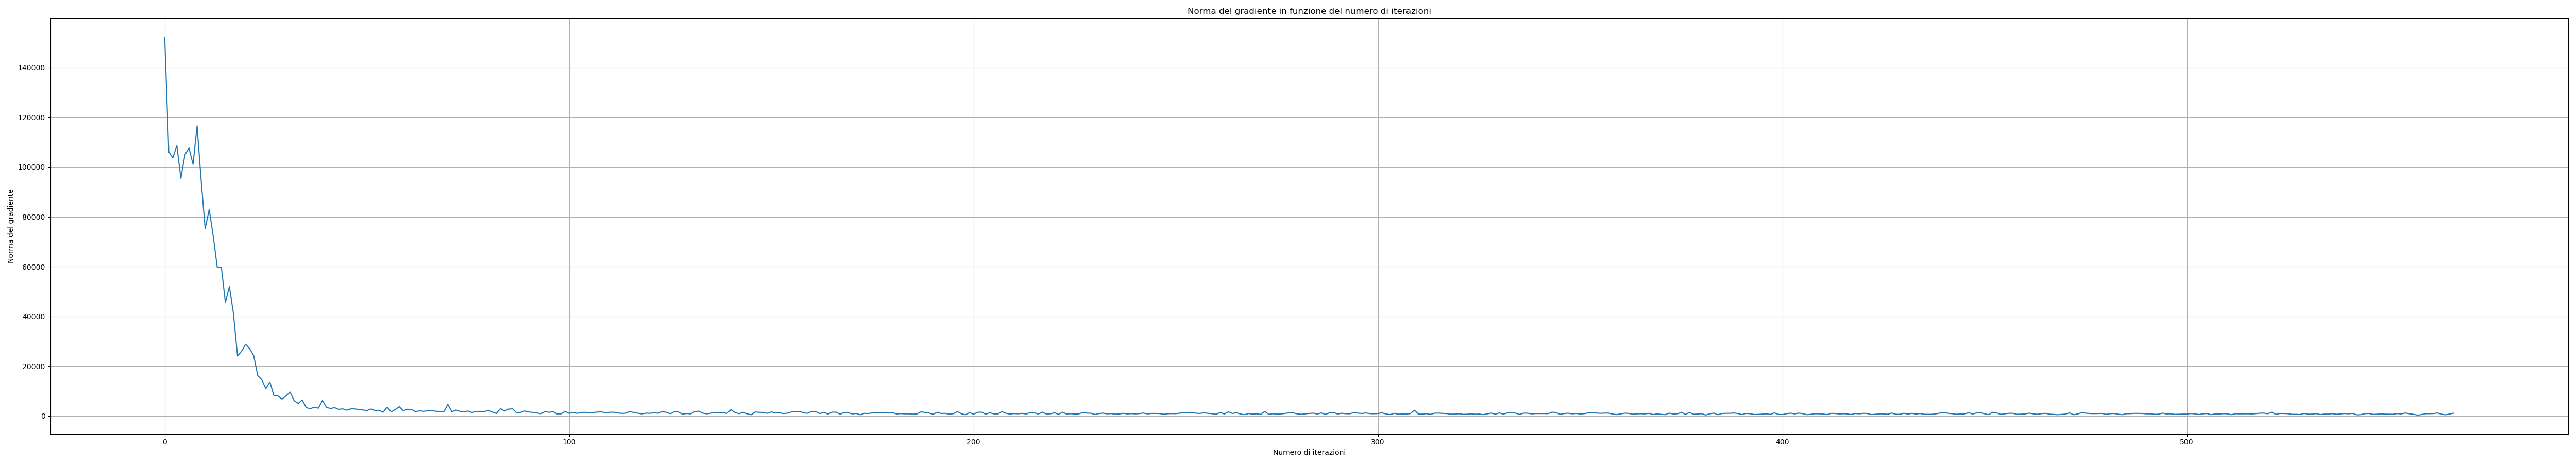 Norma del gradiente in funzione del numero di iterazioni
Norma del gradiente
140000
120000
100000
80000
60000
40000
20000
0
0 100 200 300 400 500
Numero di iterazioni